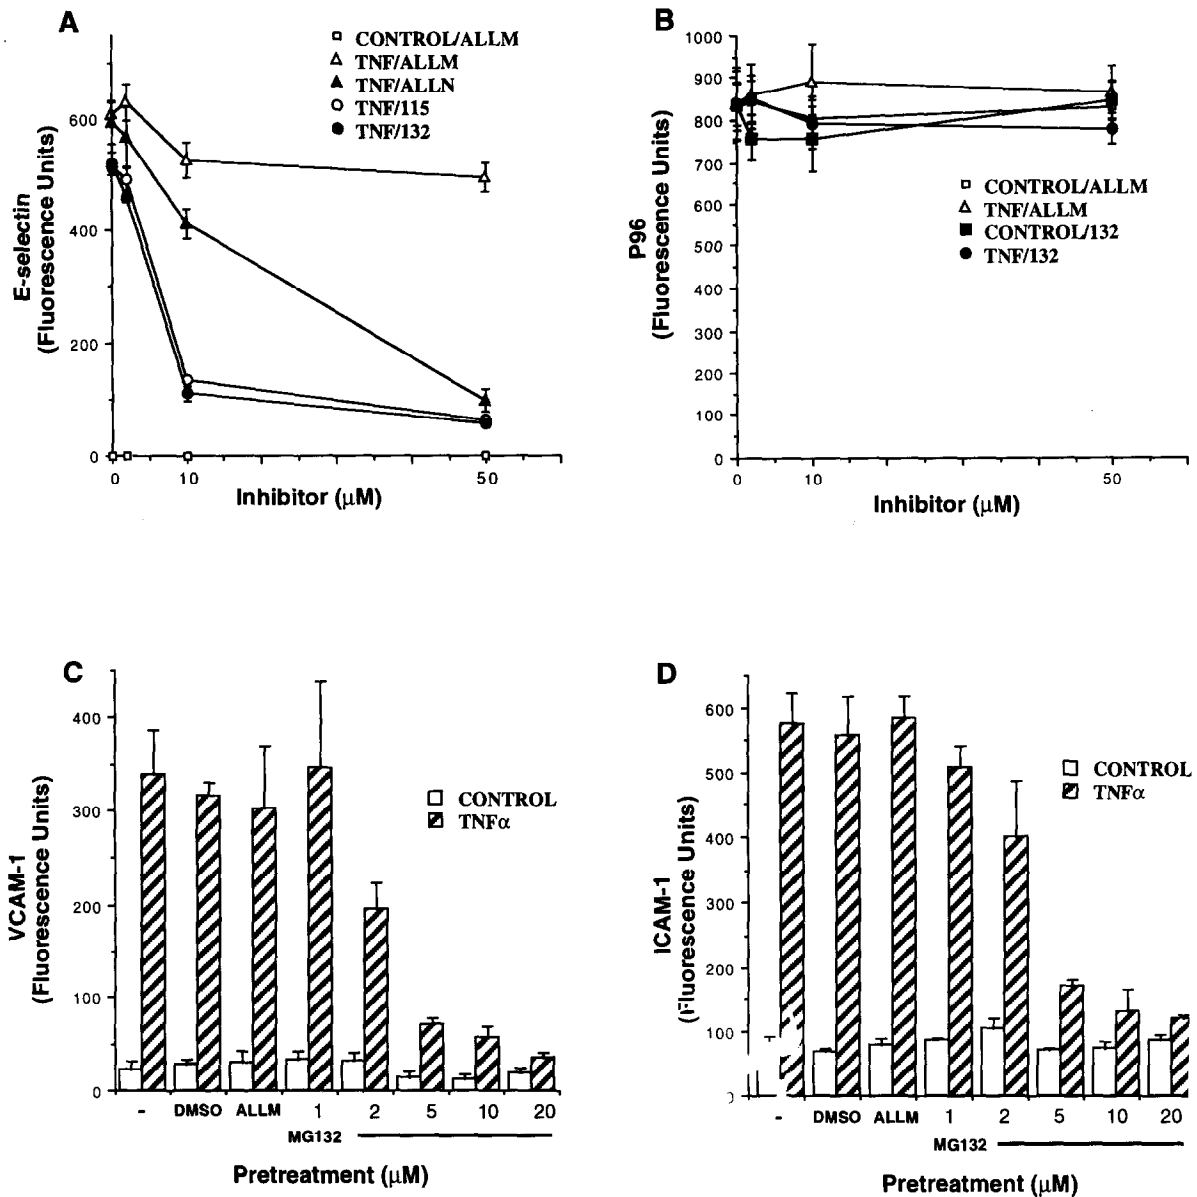 A
CONTROL/ALLM
TNF/ALLM
TNF/ALLN
TNF/115
TNF/132
E-selectin
(Fluorescence Units)
600
400
200
0
0 10 50
Inhibitor (μM)
B
1000
900
800
700
600
500
400
300
200
100
0
P96
(Fluorescence Units)
CONTROL/ALLM
TNF/ALLM
CONTROL/132
TNF/132
0 10 50
Inhibitor (μM)
C
VCAM-1
(Fluorescence Units)
400
300
200
100
0
CONTROL
TNFα
- DMSO ALLM 1 2 5 10 20
MG132
Pretreatment (μM)
D
ICAM-1
(Fluorescence Units)
600
500
400
300
200
100
CONTROL
TNFα
- DMSO ALLM 1 2 5 10 20
MG132
Pretreatment (μM)